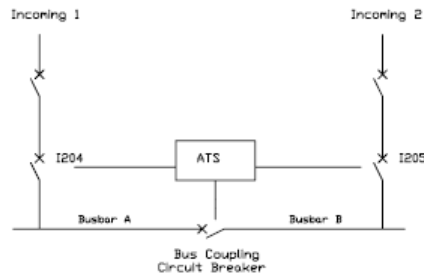 Incoming 1
Incoming 2
I204
ATS
I205
Busbar A
Busbar B
Bus Coupling
Circuit Breaker